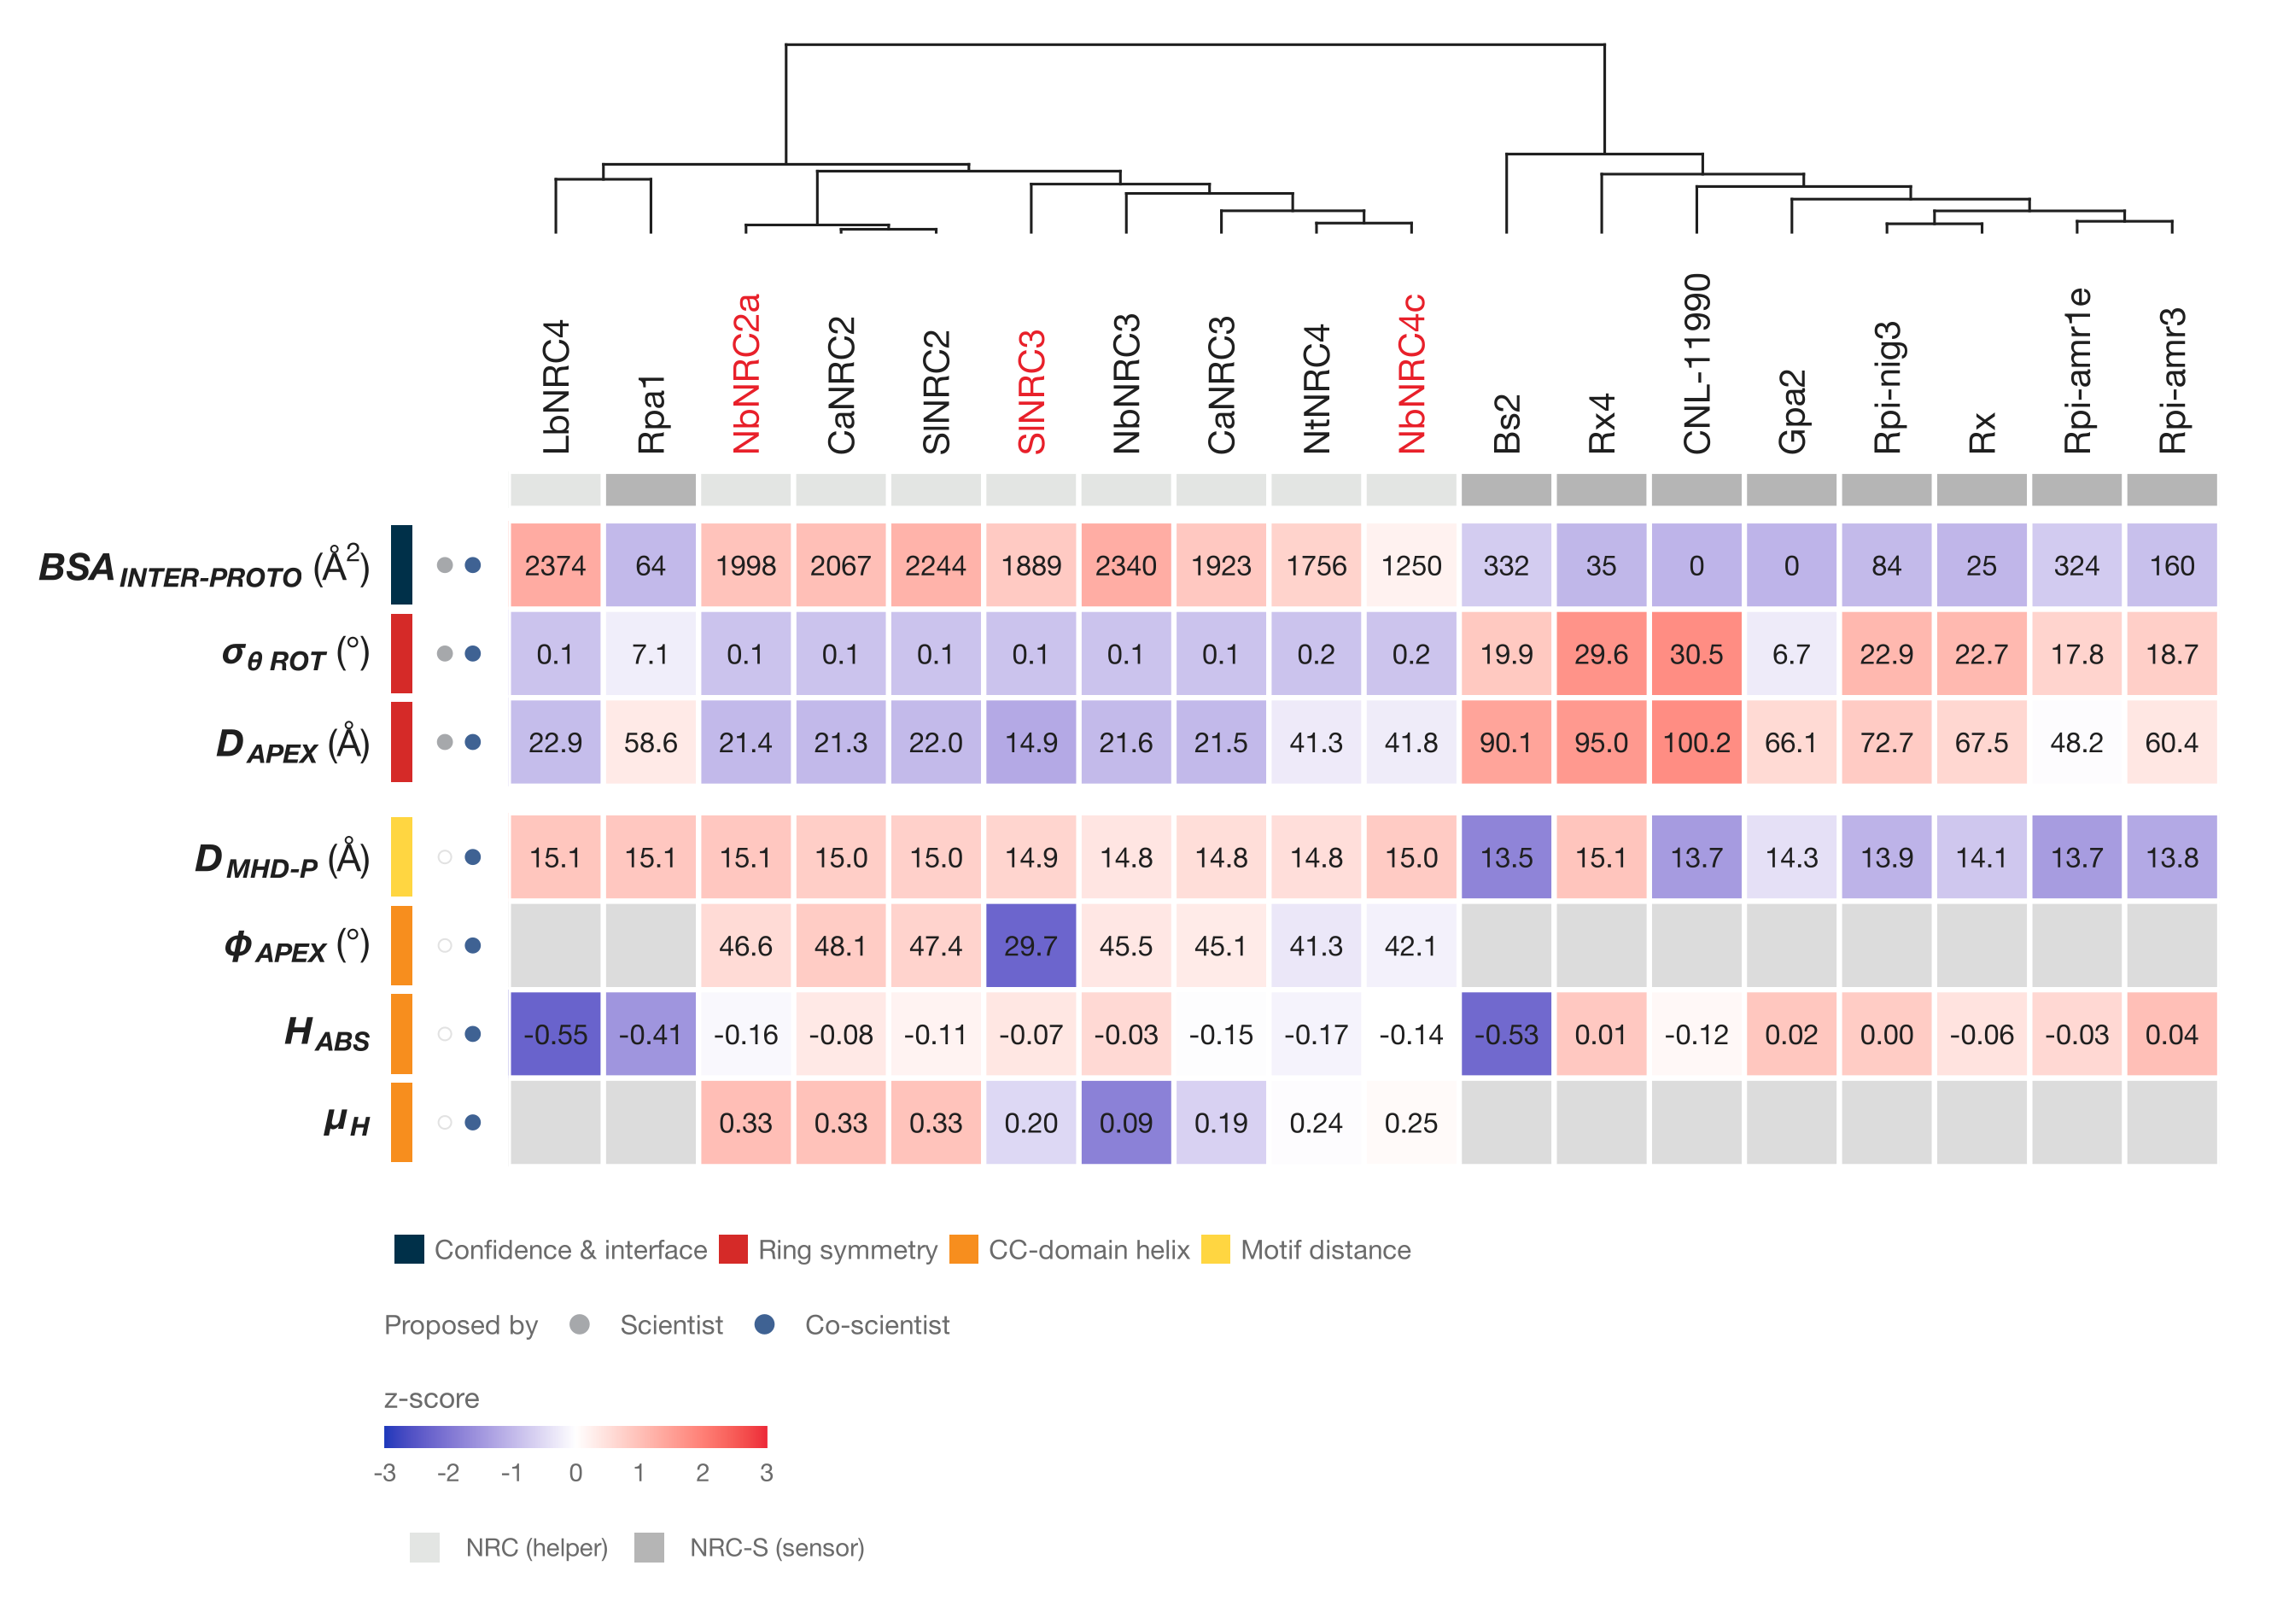 LbNRC4 Rpa1 NbNRC2a CaNRC2 SlNRC2 SlNRC3 NbNRC3 CaNRC3 NtNRC4 NbNRC4c Bs2 Rx4 CNL-11990 Gpa2 Rpi-nig3 Rx Rpi-amr1e Rpi-amr3
BSA INTER-PROTO (Å2) 2374 64 1998 2067 2244 1889 2340 1923 1756 1250 332 35 0 0 84 25 324 160
σ θ ROT (°) 0.1 7.1 0.1 0.1 0.1 0.1 0.1 0.1 0.2 0.2 19.9 29.6 30.5 6.7 22.9 22.7 17.8 18.7
D APEX (Å) 22.9 58.6 21.4 21.3 22.0 14.9 21.6 21.5 41.3 41.8 90.1 95.0 100.2 66.1 72.7 67.5 48.2 60.4
D MHD-P (Å) 15.1 15.1 15.1 15.0 15.0 14.9 14.8 14.8 14.8 15.0 13.5 15.1 13.7 14.3 13.9 14.1 13.7 13.8
ϕ APEX (°) 46.6 48.1 47.4 29.7 45.5 45.1 41.3 42.1
H ABS -0.55 -0.41 -0.16 -0.08 -0.11 -0.07 -0.03 -0.15 -0.17 -0.14 -0.53 0.01 -0.12 0.02 0.00 -0.06 -0.03 0.04
μ H 0.33 0.33 0.33 0.20 0.09 0.19 0.24 0.25
Confidence & interface Ring symmetry CC-domain helix Motif distance
Proposed by Scientist Co-scientist
z-score
-3 -2 -1 0 1 2 3
NRC (helper) NRC-S (sensor)